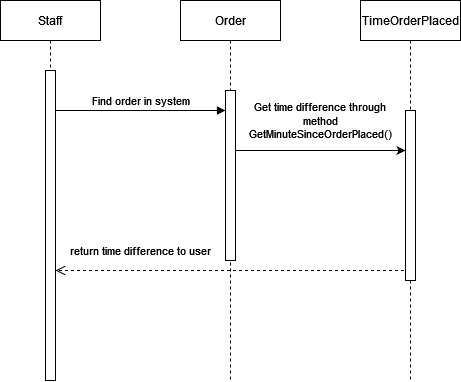 Staff
Order
TimeOrderPlaced
Find order in system
Get time difference through
method
GetMinuteSinceOrderPlaced()
return time difference to user